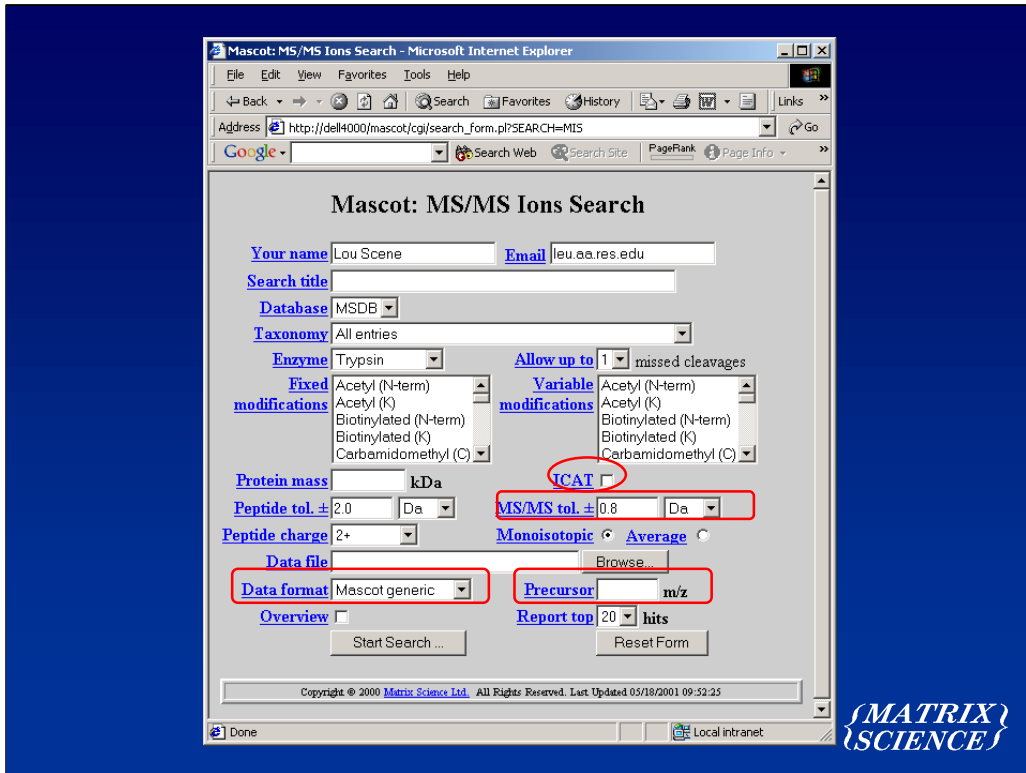 Mascot: MS/MS Ions Search - Microsoft Internet Explorer
File Edit View Favorites Tools Help
Back Search Favorites History Links »
Address http://dell4000/mascot/cgi/search_form.pl?SEARCH=MIS Go
Google Search Web Search Site PageRank Page Info »
Mascot: MS/MS Ions Search
Your name Lou Scene Email leu.aa.res.edu
Search title
Database MSDB
Taxonomy All entries
Enzyme Trypsin Allow up to 1 missed cleavages
Fixed modifications Acetyl (N-term) Variable modifications Acetyl (N-term)
Acetyl (K) Acetyl (K)
Biotinylated (N-term) Biotinylated (N-term)
Biotinylated (K) Biotinylated (K)
Carbamidomethyl (C) Carbamidomethyl (C)
Protein mass kDa ICAT
Peptide tol. ± 2.0 Da MS/MS tol. ± 0.8 Da
Peptide charge 2+ Monoisotopic Average
Data file Browse...
Data format Mascot generic Precursor m/z
Overview Report top 20 hits
Start Search ... Reset Form
Copyright © 2000 Matrix Science Ltd. All Rights Reserved. Last Updated 05/18/2001 09:52:25
Done Local intranet
{MATRIX}
{SCIENCE}